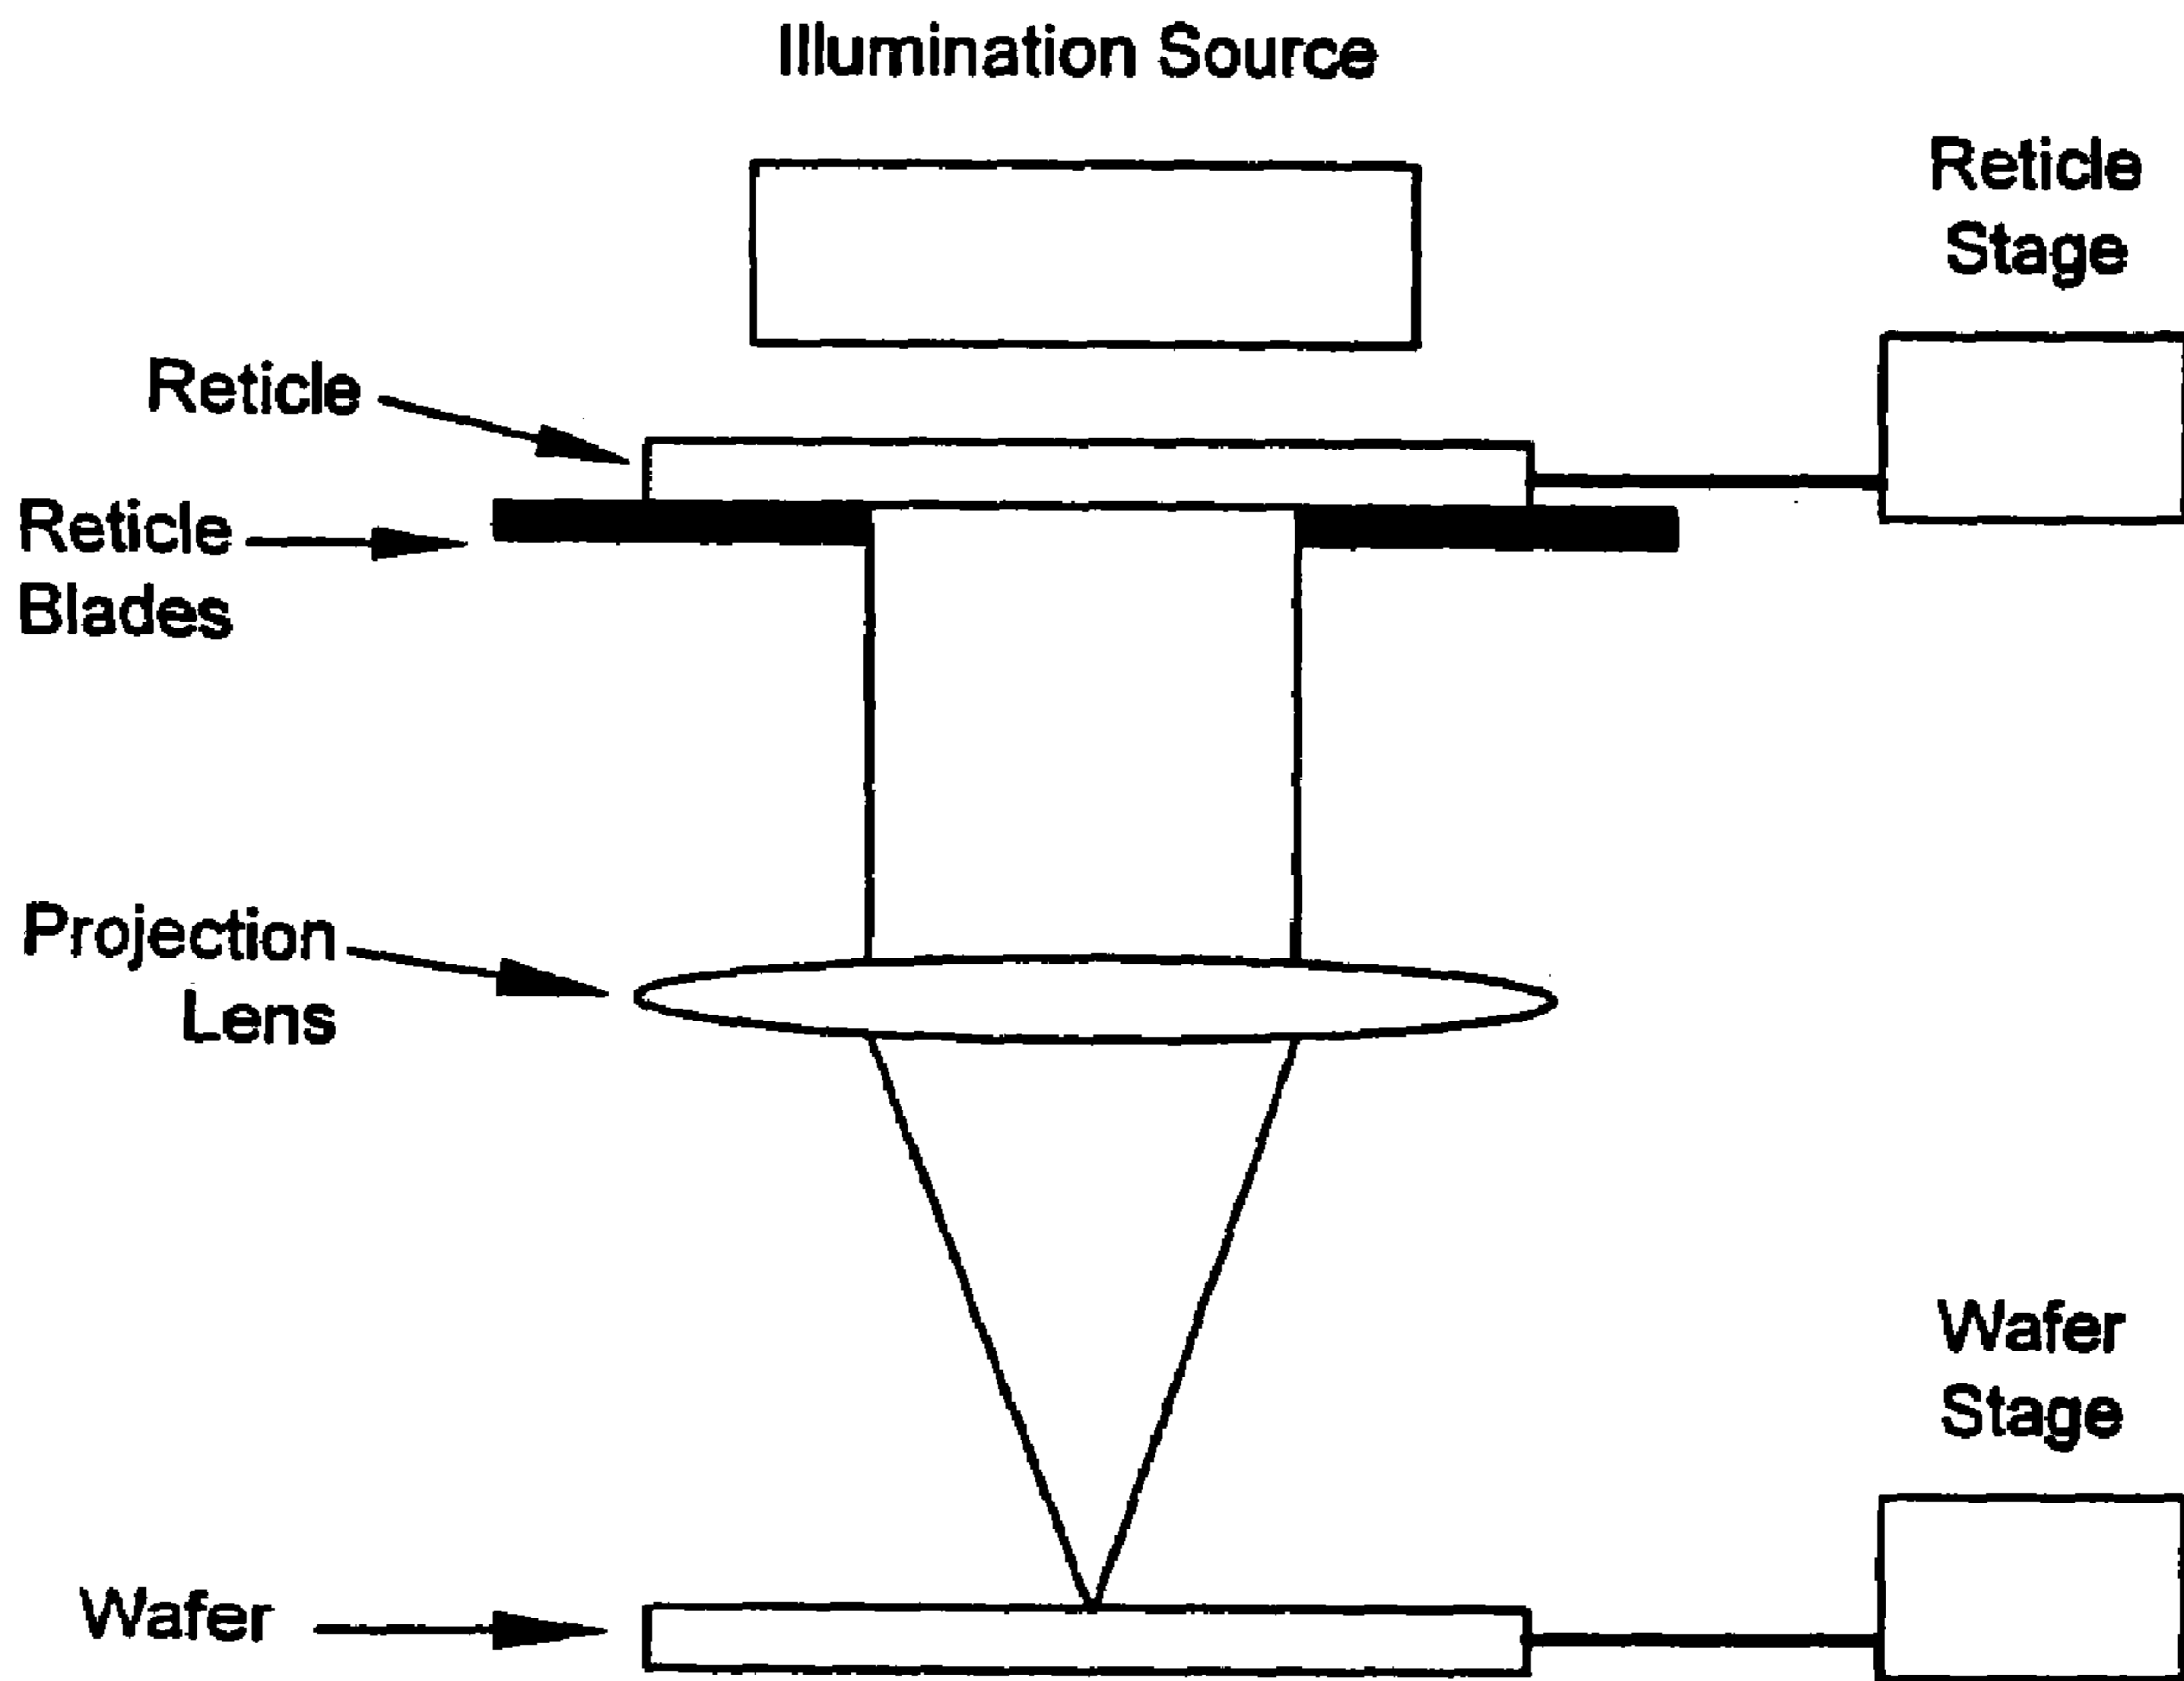 Illumination Source
Reticle
Stage
Reticle
Reticle
Blades
Projection
Lens
Wafer
Stage
Wafer